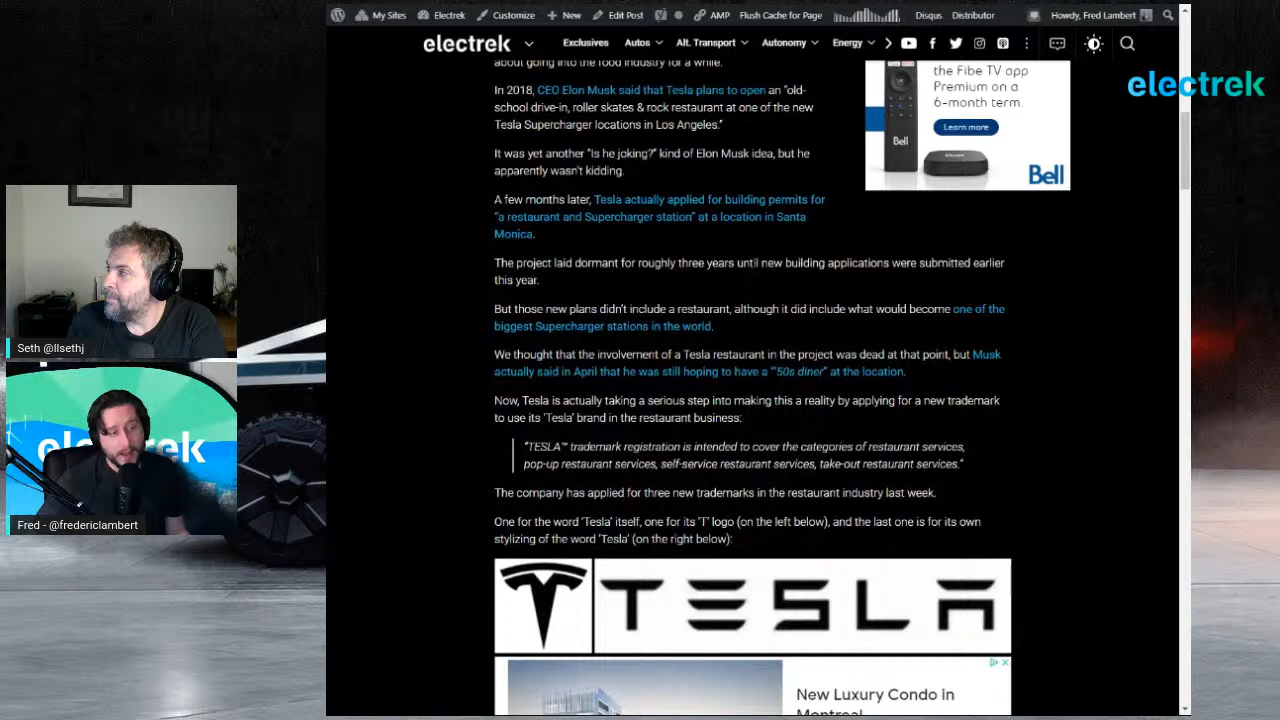 My Sites Electrek Customize New Edit Post AMP Flush Cache for Page Disqus Distributor Howdy, Fred Lambert
electrek Exclusives Autos Alt. Transport Autonomy Energy
electrek
about going into the food industry for a while.
In 2018, CEO Elon Musk said that Tesla plans to open an "old-
school drive-in, roller skates & rock restaurant at one of the new
Tesla Supercharger locations in Los Angeles."
It was yet another "Is he joking?" kind of Elon Musk idea, but he
apparently wasn't kidding.
A few months later, Tesla actually applied for building permits for
"a restaurant and Supercharger station" at a location in Santa
Monica.
the Fibe TV app
Premium on a
6-month term.
Learn more
Bell
Bell
The project laid dormant for roughly three years until new building applications were submitted earlier
this year.
But those new plans didn't include a restaurant, although it did include what would become one of the
biggest Supercharger stations in the world.
We thought that the involvement of a Tesla restaurant in the project was dead at that point, but Musk
actually said in April that he was still hoping to have a "'50s diner" at the location.
Now, Tesla is actually taking a serious step into making this a reality by applying for a new trademark
to use its 'Tesla' brand in the restaurant business:
"TESLA™ trademark registration is intended to cover the categories of restaurant services,
pop-up restaurant services, self-service restaurant services, take-out restaurant services."
The company has applied for three new trademarks in the restaurant industry last week.
One for the word 'Tesla' itself, one for its 'T' logo (on the left below), and the last one is for its own
stylizing of the word 'Tesla' (on the right below):
T TESLA
New Luxury Condo in
Montreal
Seth @llsethj
electrek
Fred - @fredericlambert